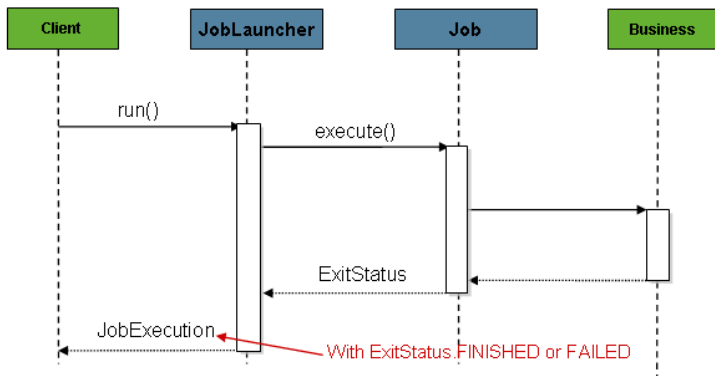 Client
JobLauncher
Job
Business
run()
execute()
ExitStatus
JobExecution
With ExitStatus.FINISHED or FAILED